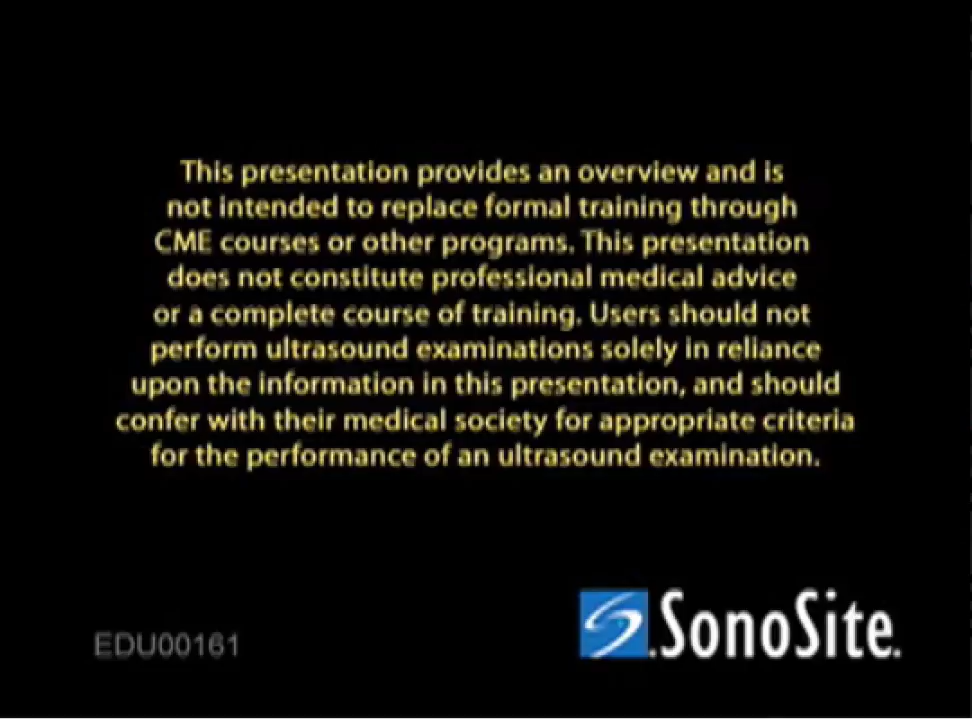 This presentation provides an overview and is
not intended to replace formal training through
CME courses or other programs. This presentation
does not constitute professional medical advice
or a complete course of training. Users should not
perform ultrasound examinations solely in reliance
upon the information in this presentation, and should
confer with their medical society for appropriate criteria
for the performance of an ultrasound examination.
EDU00161
SonoSite